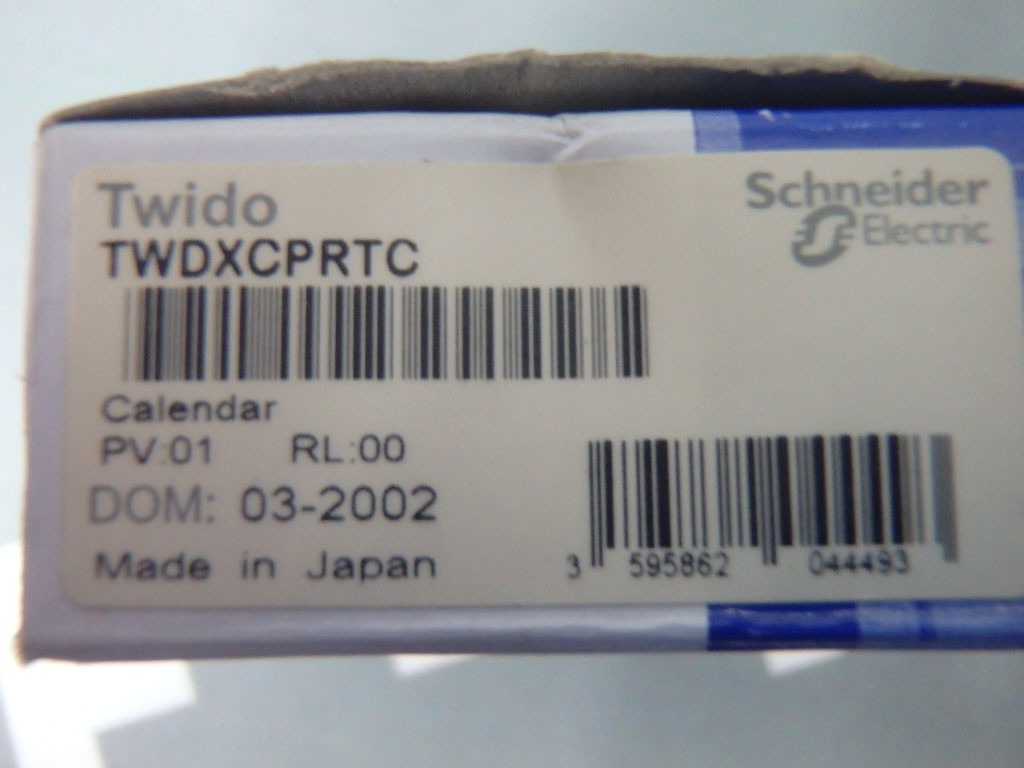 Twido
TWDXCPRTC
Schneider
Electric
Calendar
PV:01 RL:00
DOM: 03-2002
Made in Japan
3 595862 044493